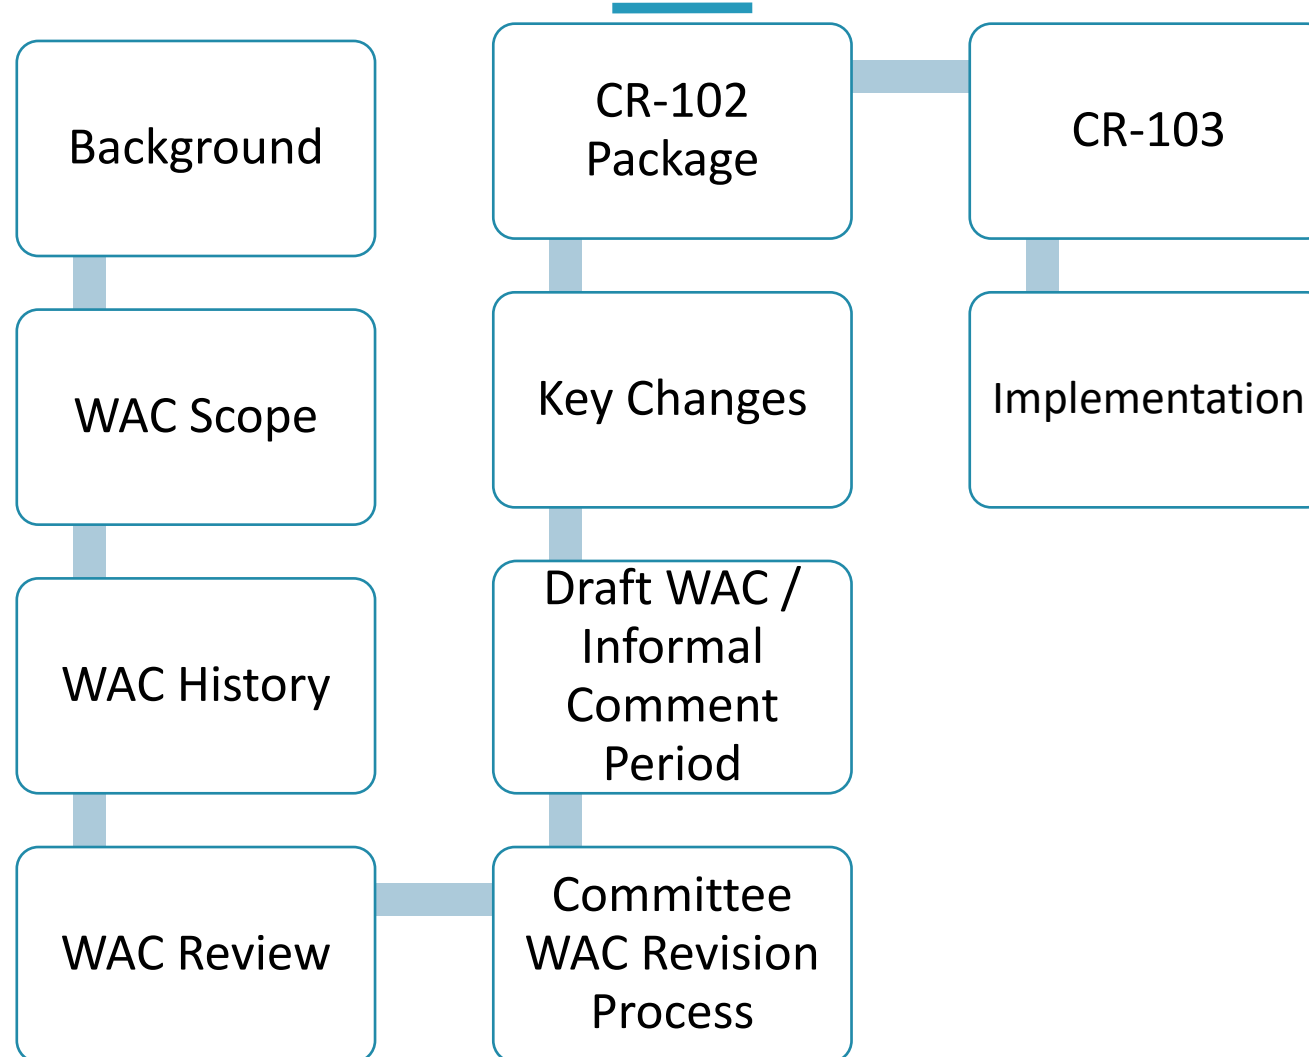 Background
WAC Scope
WAC History
WAC Review
Committee
WAC Revision
Process
Draft WAC /
Informal
Comment
Period
Key Changes
CR-102
Package
CR-103
Implementation